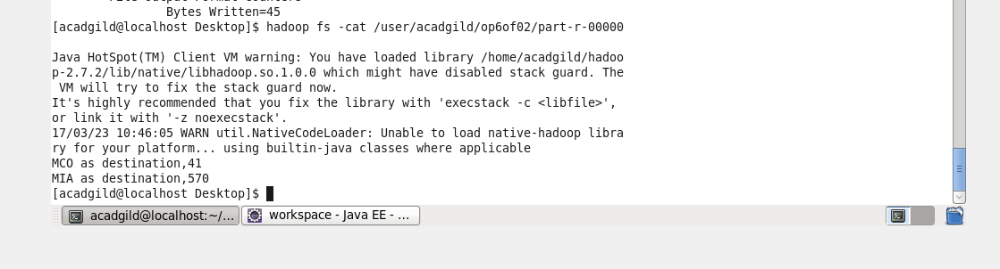 Bytes Written=45
[acadgild@localhost Desktop]$ hadoop fs -cat /user/acadgild/op6of02/part-r-00000
Java HotSpot(TM) Client VM warning: You have loaded library /home/acadgild/hadoo
p-2.7.2/lib/native/libhadoop.so.1.0.0 which might have disabled stack guard. The
 VM will try to fix the stack guard now.
It's highly recommended that you fix the library with 'execstack -c <libfile>',
or link it with '-z noexecstack'.
17/03/23 10:46:05 WARN util.NativeCodeLoader: Unable to load native-hadoop libra
ry for your platform... using builtin-java classes where applicable
MCO as destination,41
MIA as destination,570
[acadgild@localhost Desktop]$
acadgild@localhost:~/... workspace - Java EE - ...